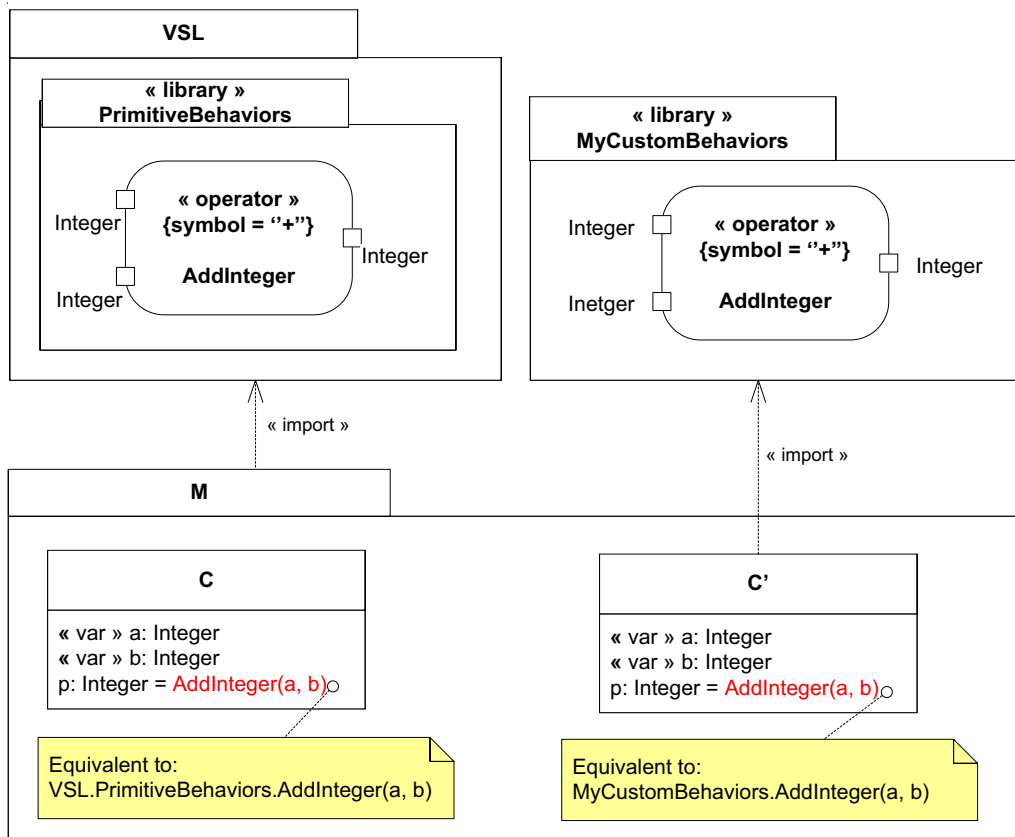 VSL
« library »
PrimitiveBehaviors
« operator »
{symbol = ‘’+’’}
AddInteger
Integer
Integer
Integer
« library »
MyCustomBehaviors
« operator »
{symbol = ‘’+’’}
AddInteger
Integer
Inetger
Integer
« import »
« import »
M
C
« var » a: Integer
« var » b: Integer
p: Integer = AddInteger(a, b)
Equivalent to:
VSL.PrimitiveBehaviors.AddInteger(a, b)
C’
« var » a: Integer
« var » b: Integer
p: Integer = AddInteger(a, b)
Equivalent to:
MyCustomBehaviors.AddInteger(a, b)